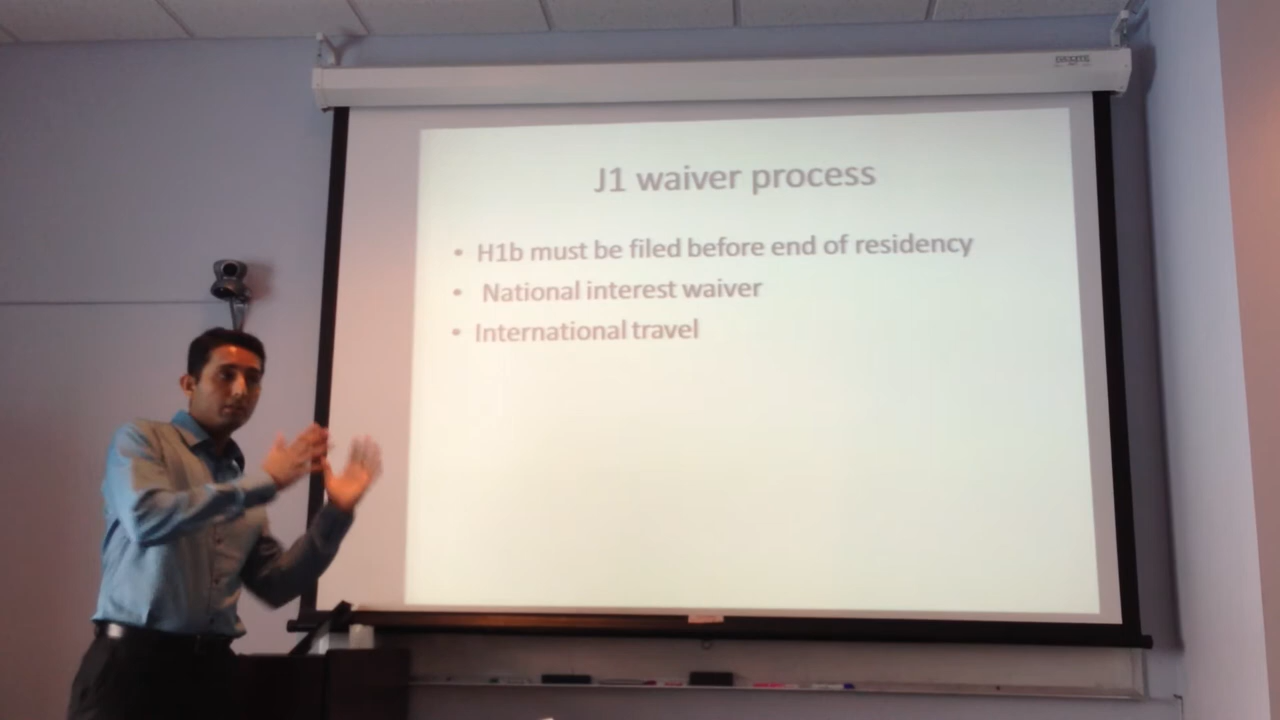 J1 waiver process
• H1b must be filed before end of residency
• National interest waiver
• International travel